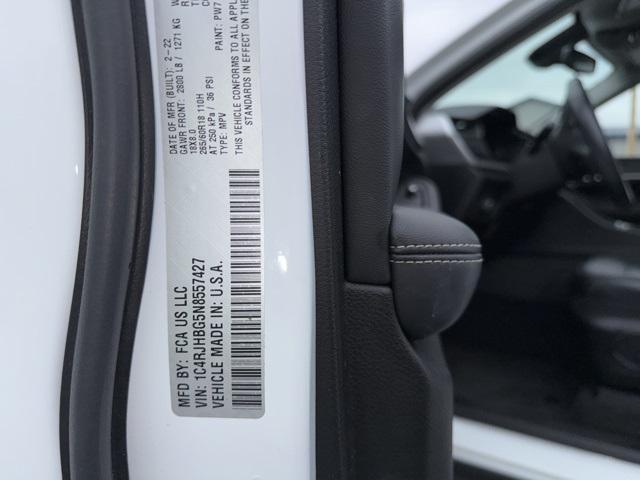 MFD BY: FCA US LLC
VIN: 1C4RJHBG5N8557427
VEHICLE MADE IN: U.S.A.
DATE OF MFR (BUILT): 2-22
GAWR FRONT: 2800 LB / 1271 KG W
18X8.0 R
265/60R18 110H
AT 250 kPa / 36 PSI
TYPE: MPV PAINT: PW7
THIS VEHICLE CONFORMS TO ALL APPL
STANDARDS IN EFFECT ON THE